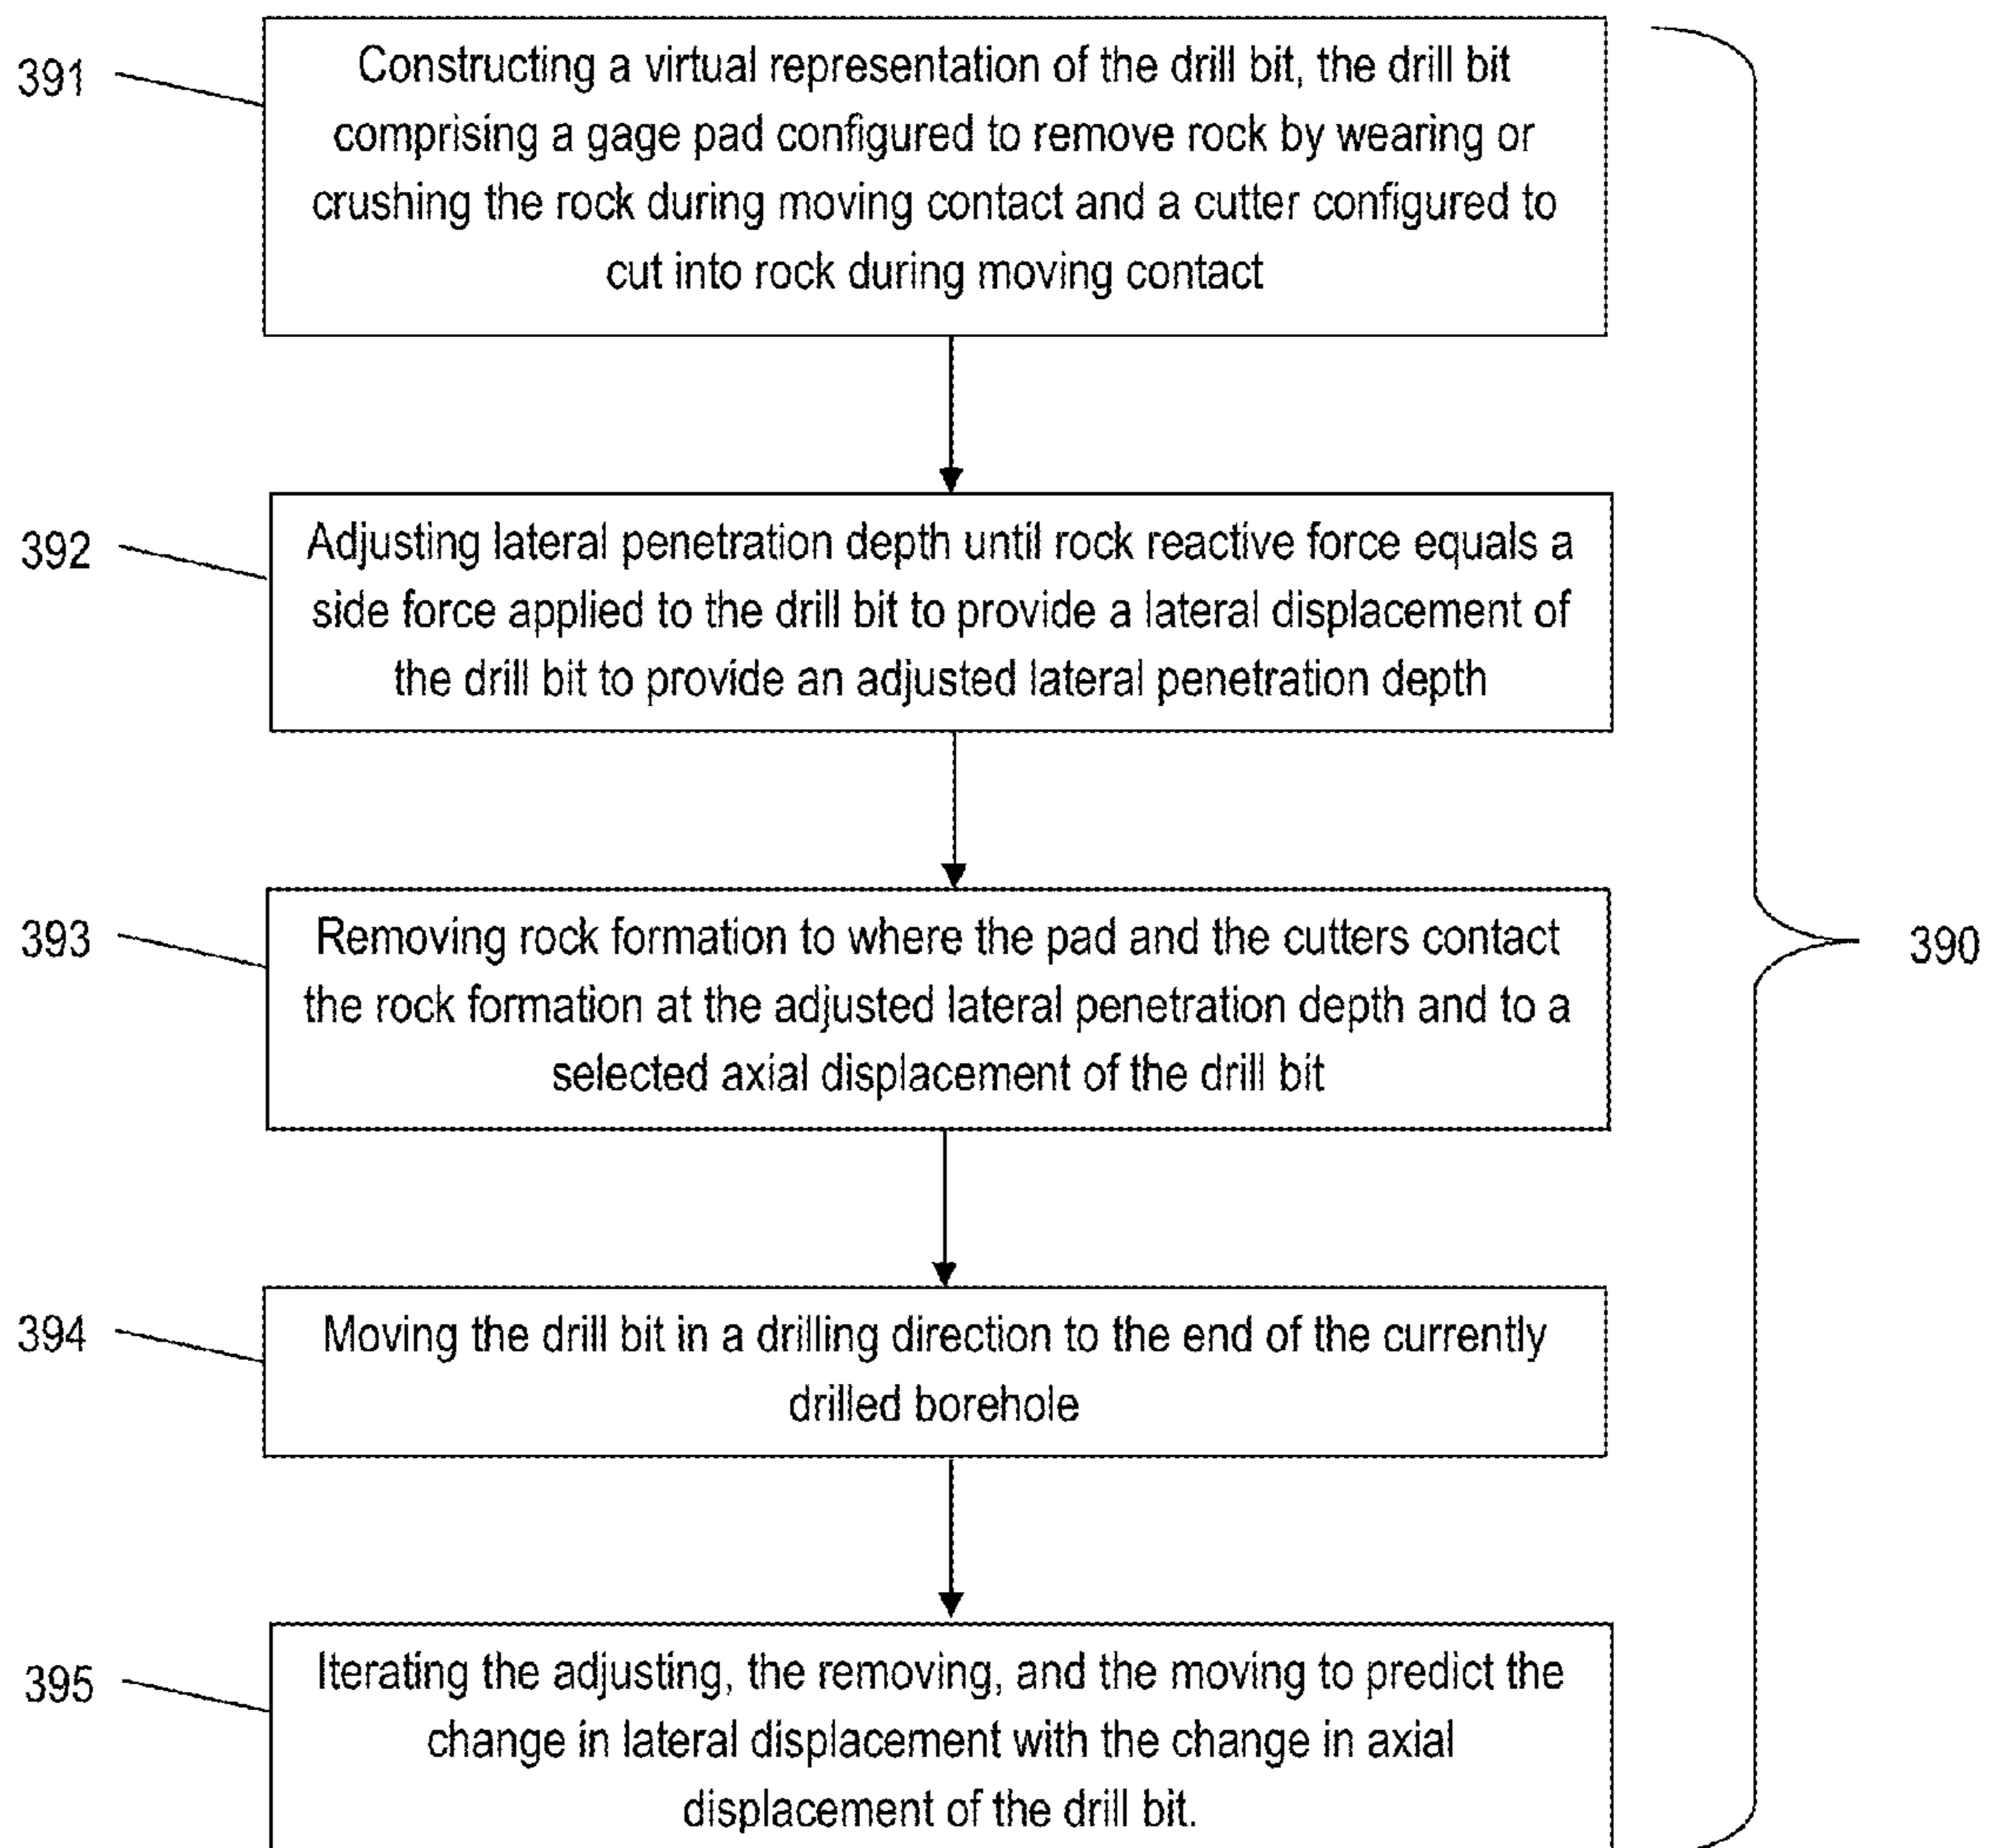 391
Constructing a virtual representation of the drill bit, the drill bit
comprising a gage pad configured to remove rock by wearing or
crushing the rock during moving contact and a cutter configured to
cut into rock during moving contact
392
Adjusting lateral penetration depth until rock reactive force equals a
side force applied to the drill bit to provide a lateral displacement of
the drill bit to provide an adjusted lateral penetration depth
393
Removing rock formation to where the pad and the cutters contact
the rock formation at the adjusted lateral penetration depth and to a
selected axial displacement of the drill bit
390
394
Moving the drill bit in a drilling direction to the end of the currently
drilled borehole
395
Iterating the adjusting, the removing, and the moving to predict the
change in lateral displacement with the change in axial
displacement of the drill bit.